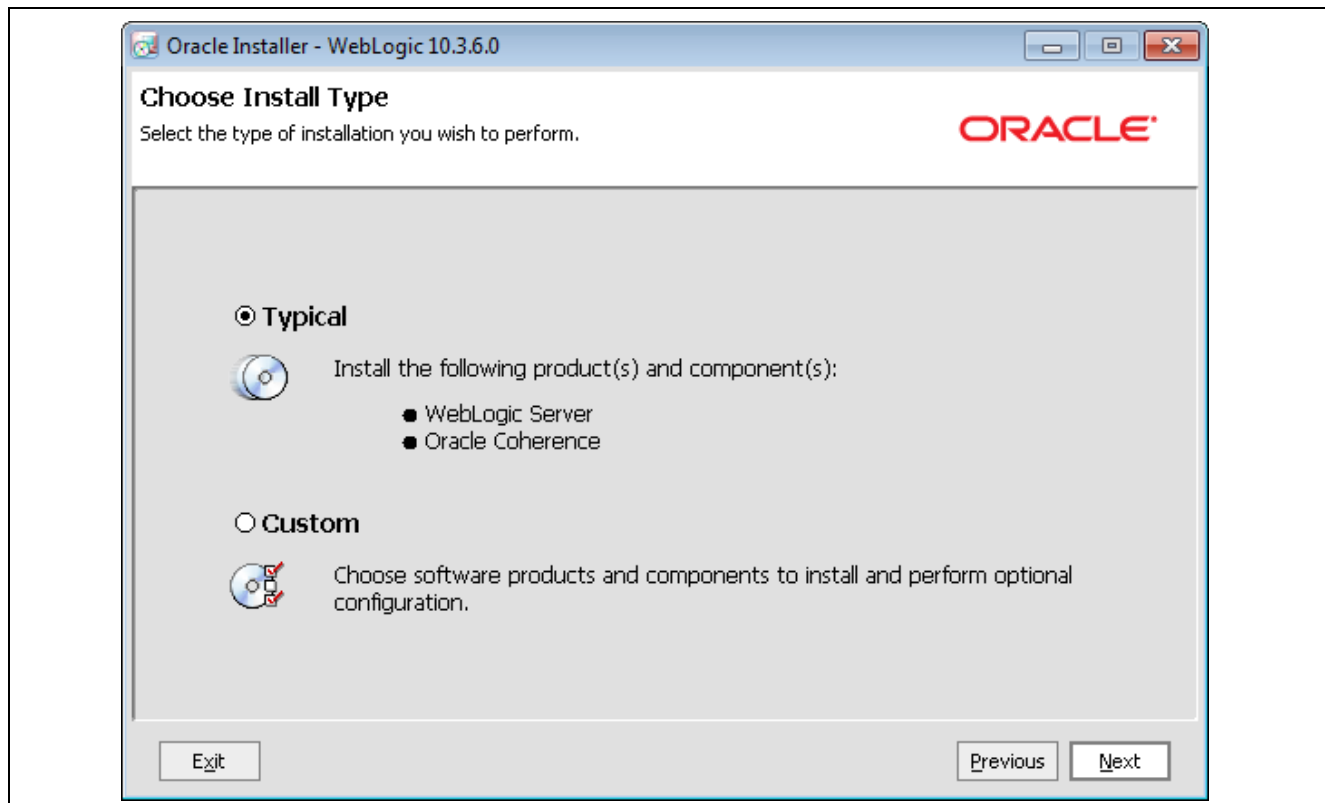 Oracle Installer - WebLogic 10.3.6.0
Choose Install Type
Select the type of installation you wish to perform.
ORACLE
Typical
Install the following product(s) and component(s):
WebLogic Server
Oracle Coherence
Custom
Choose software products and components to install and perform optional
configuration.
Exit
Previous
Next